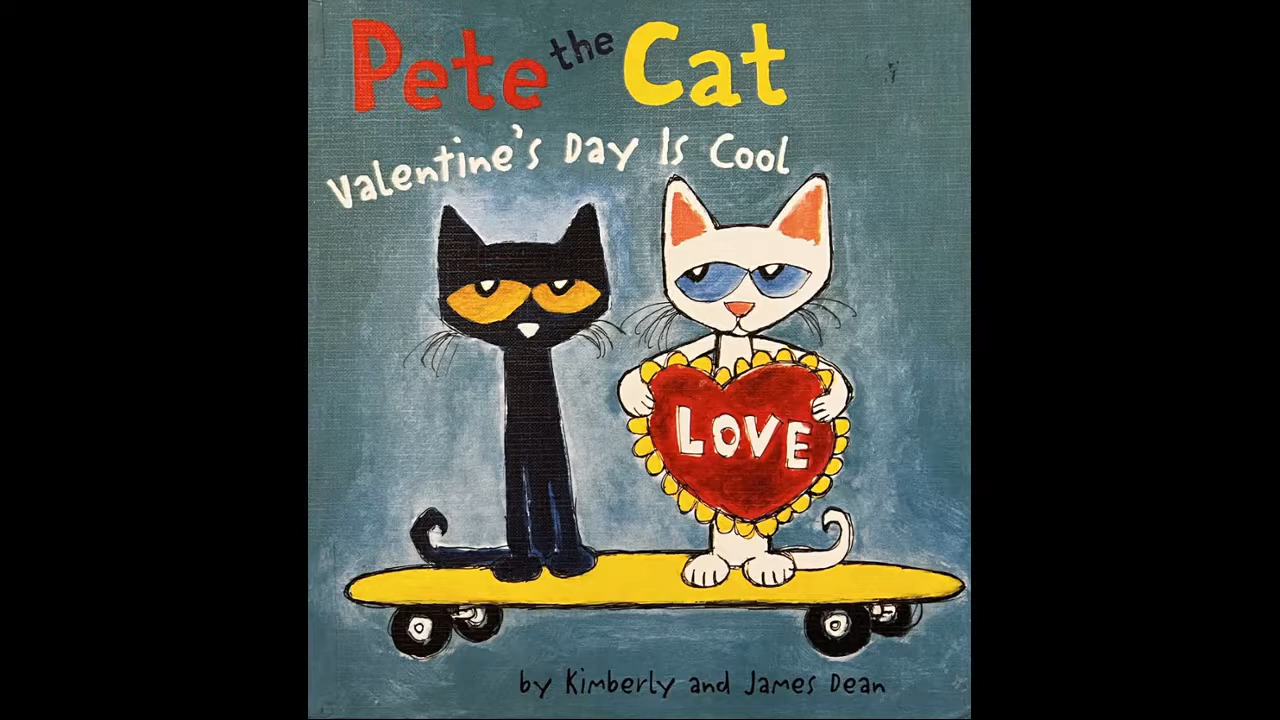 Pete the Cat
Valentine's Day Is Cool
LOVE
by Kimberly and James Dean